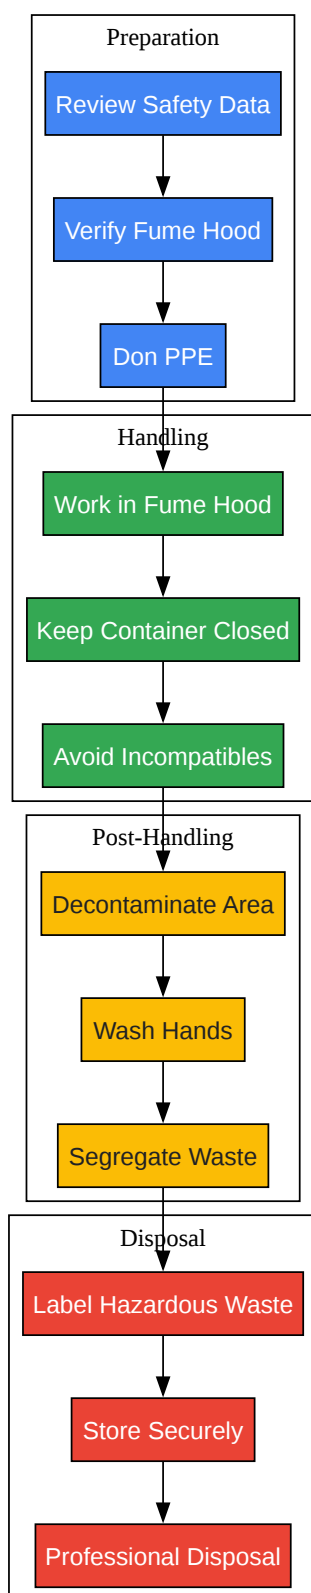 Preparation
Review Safety Data
Verify Fume Hood
Don PPE
Handling
Work in Fume Hood
Keep Container Closed
Avoid Incompatibles
Post-Handling
Decontaminate Area
Wash Hands
Segregate Waste
Disposal
Label Hazardous Waste
Store Securely
Professional Disposal